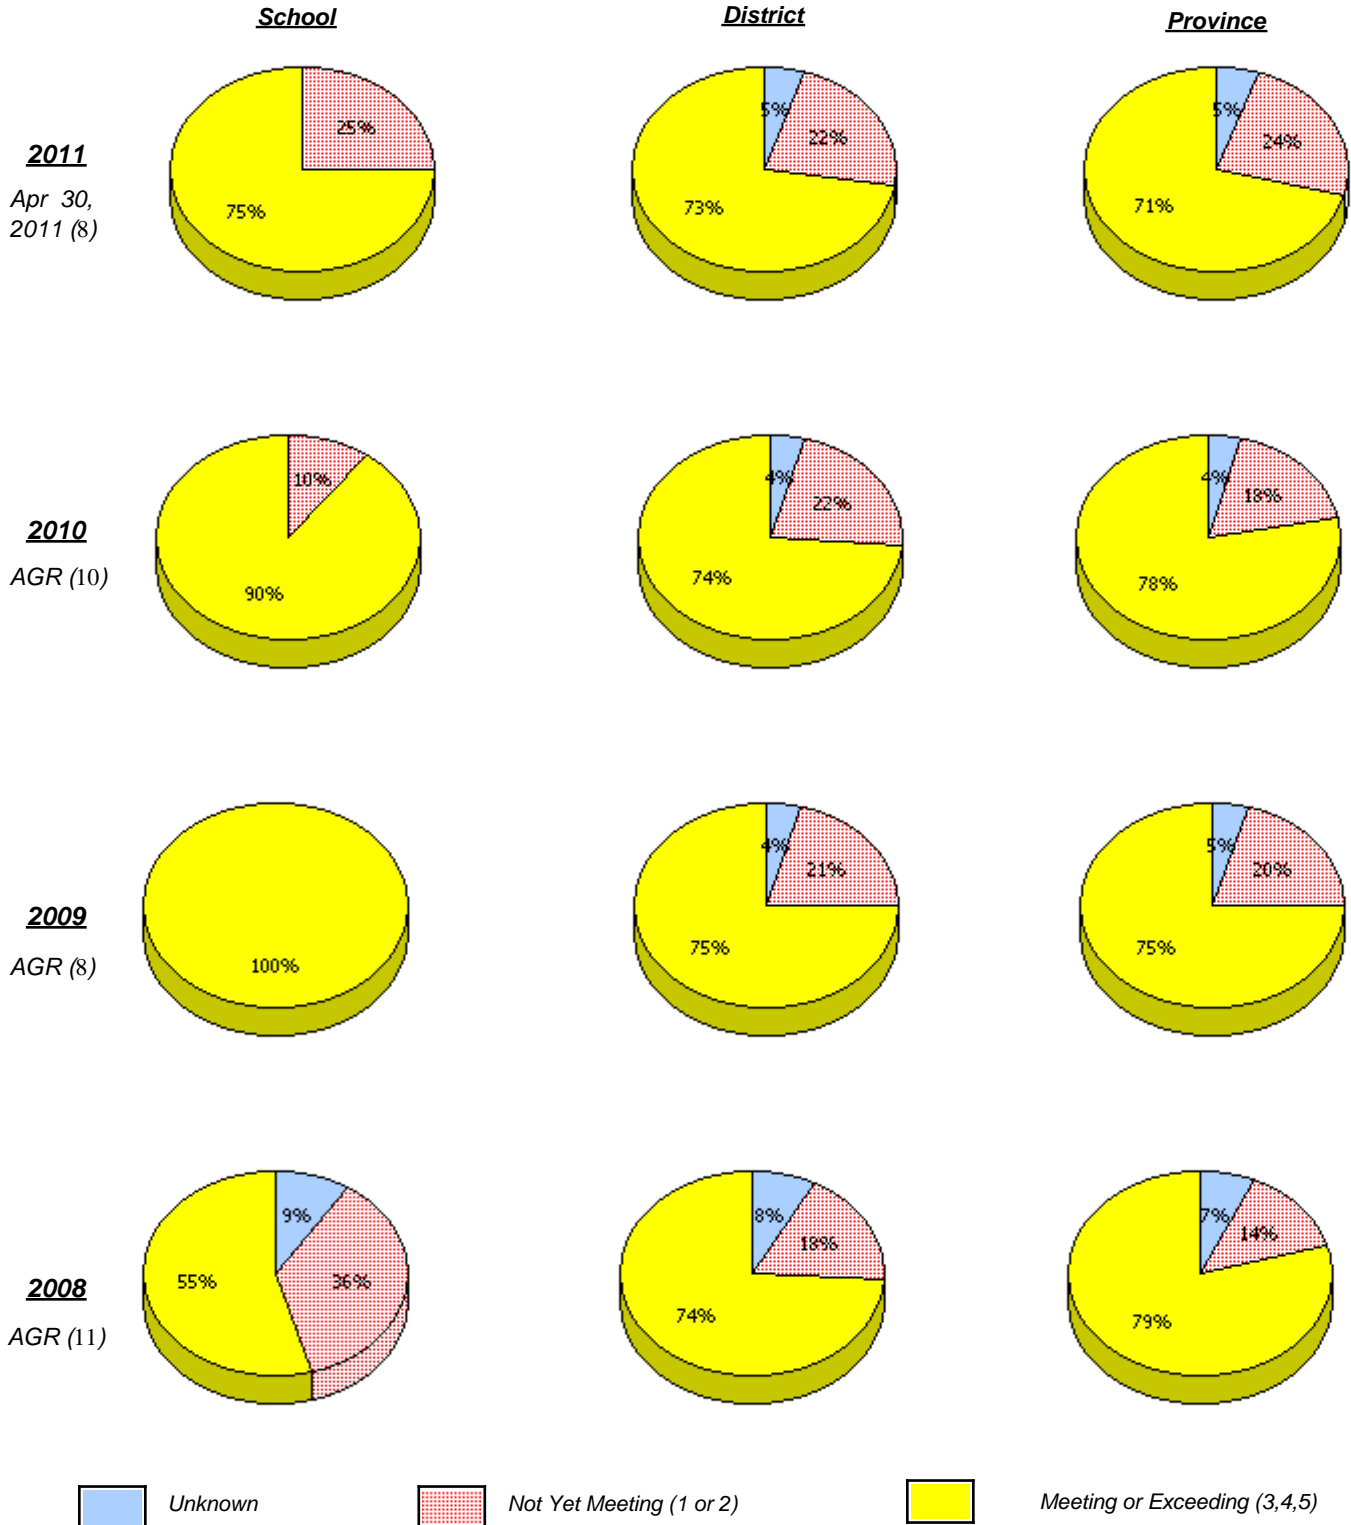 School District Province
25% 5% 22% 5% 24%
2011
Apr 30,
2011 (8)
75% 73% 71%
10% 4% 22% 4% 18%
2010
AGR (10)
90% 74% 78%
4% 21% 5% 20%
2009
AGR (8)
100% 75% 75%
9% 8% 18% 7% 14%
55% 36%
2008
AGR (11)
74% 79%
Unknown Not Yet Meeting (1 or 2) Meeting or Exceeding (3,4,5)